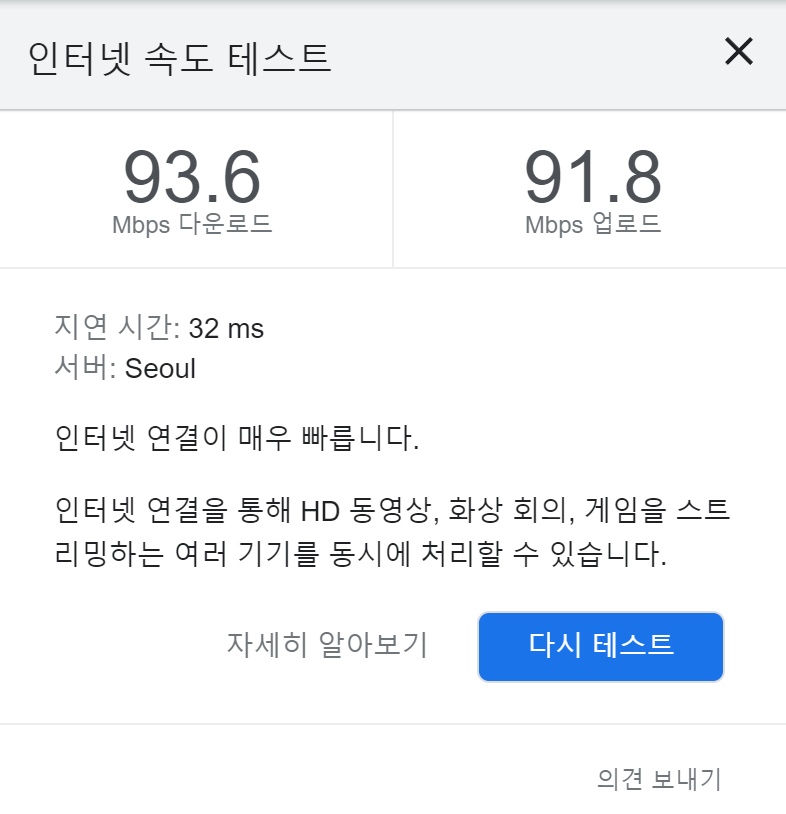 인터넷 속도 테스트
93.6
Mbps 다운로드
91.8
Mbps 업로드
지연 시간: 32 ms
서버: Seoul
인터넷 연결이 매우 빠릅니다.
인터넷 연결을 통해 HD 동영상, 화상 회의, 게임을 스트
리밍하는 여러 기기를 동시에 처리할 수 있습니다.
자세히 알아보기
다시 테스트
의견 보내기